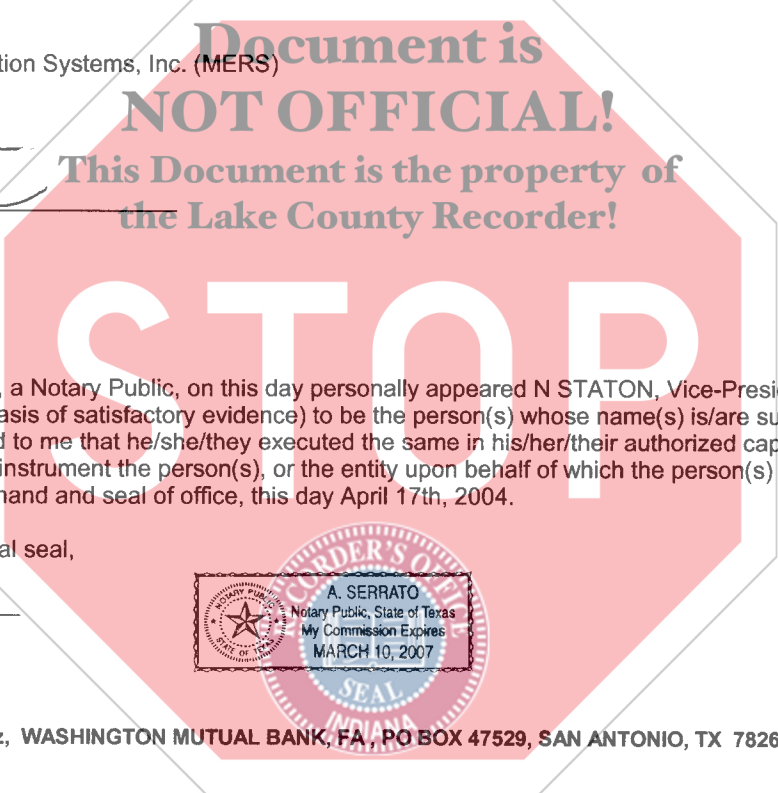 Document is
tion Systems, Inc. (MERS)
NOT OFFICIAL!
This Document is the property of
the Lake County Recorder!
STOP
, a Notary Public, on this day personally appeared N STATON, Vice-Presi
asis of satisfactory evidence) to be the person(s) whose name(s) is/are su
d to me that he/she/they executed the same in his/her/their authorized cap
instrument the person(s), or the entity upon behalf of which the person(s)
hand and seal of office, this day April 17th, 2004.
al seal,
RECORDER'S OFFICE
NOTARY PUBLIC
STATE OF TEXAS
A. SERRATO
Notary Public, State of Texas
My Commission Expires
MARCH 10, 2007
SEAL
INDIANA
z, WASHINGTON MUTUAL BANK, FA , PO BOX 47529, SAN ANTONIO, TX 7826